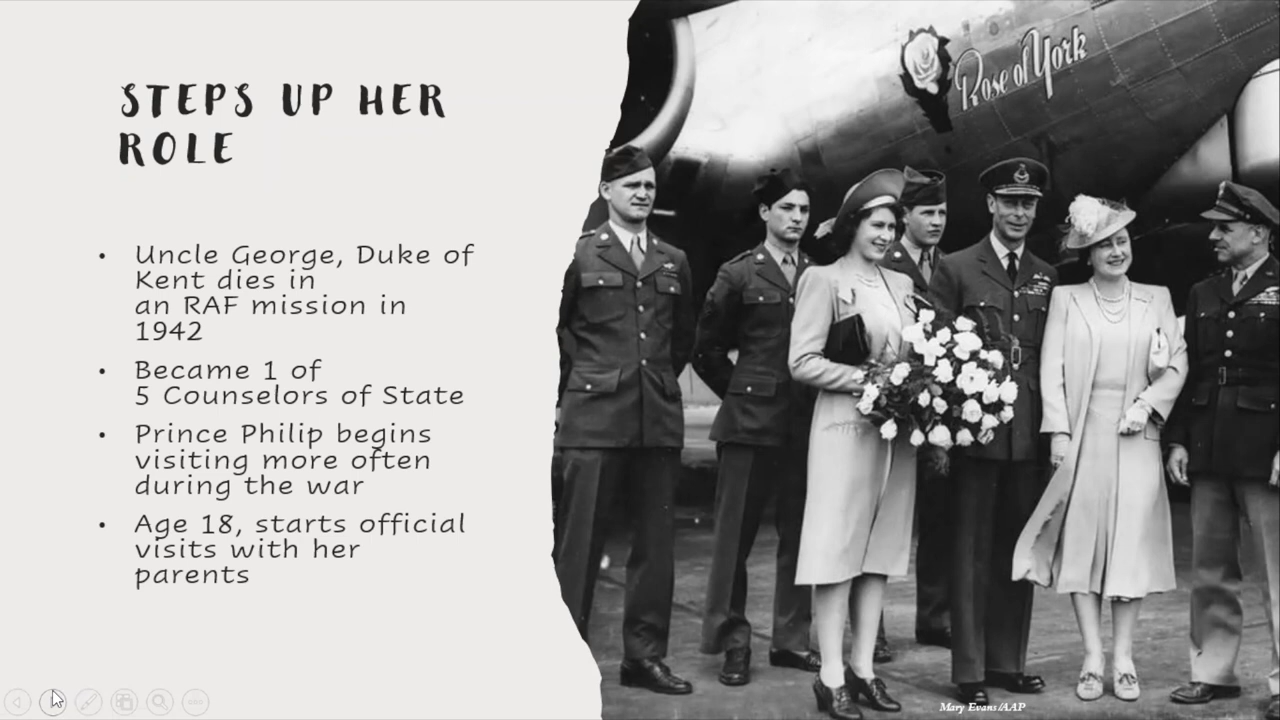 STEPS UP HER
ROLE
• Uncle George, Duke of
Kent dies in
an RAF mission in
1942
• Became 1 of
5 Counselors of State
• Prince Philip begins
visiting more often
during the war
• Age 18, starts official
visits with her
parents
Rose of York
Mary Evans/AAP